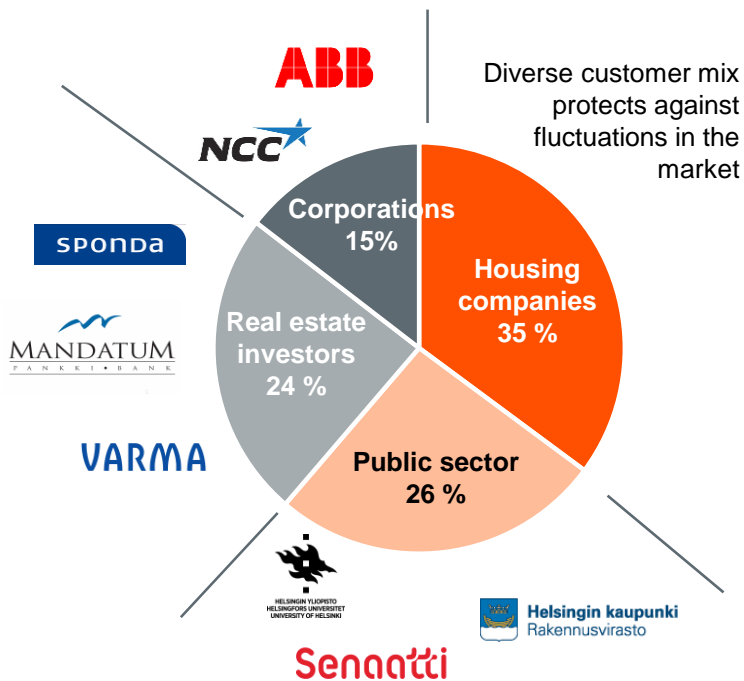 ABB
Diverse customer mix
protects against
fluctuations in the
market
NCC
Corporations
15%
Housing
companies
35 %
sponda
Real estate
investors
24 %
MANDATUM
PANKKI • BANK
VARMA
Public sector
26 %
HELSINGIN YLIOPISTO
HELSINGFORS UNIVERSITET
UNIVERSITY OF HELSINKI
Helsingin kaupunki
Rakennusvirasto
Senaatti